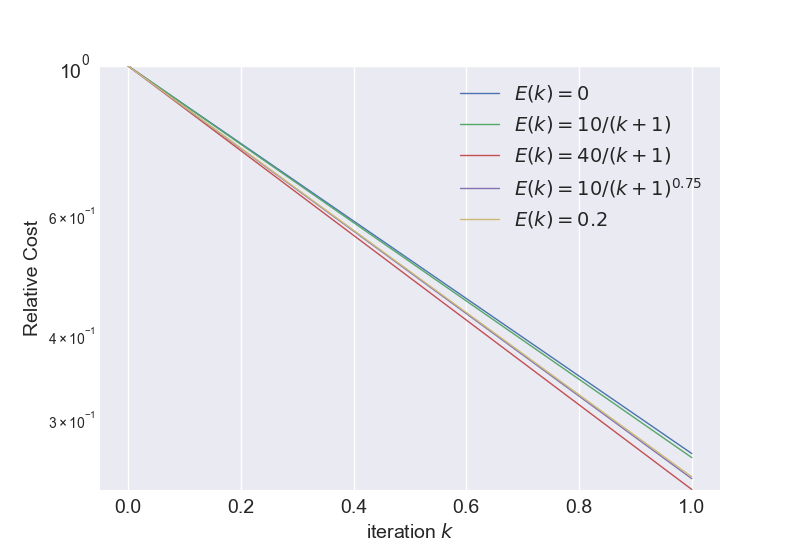 10^0
6×10^−1
4×10^−1
3×10^−1
Relative Cost
E(k)=0
E(k)=10/(k+1)
E(k)=40/(k+1)
E(k)=10/(k+1)^0.75
E(k)=0.2
0.0 0.2 0.4 0.6 0.8 1.0
iteration k